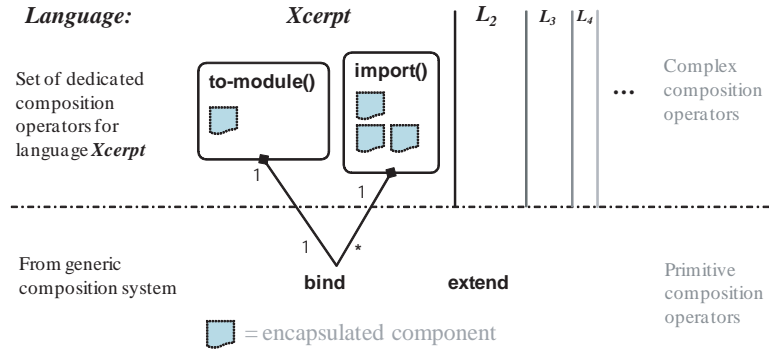 Language: Xcerpt L2 L3 L4
Set of dedicated
composition
operators for
language Xcerpt
to-module()
import()
...
Complex
composition
operators
1
1
1
*
From generic
composition system
bind
extend
Primitive
composition
operators
= encapsulated component